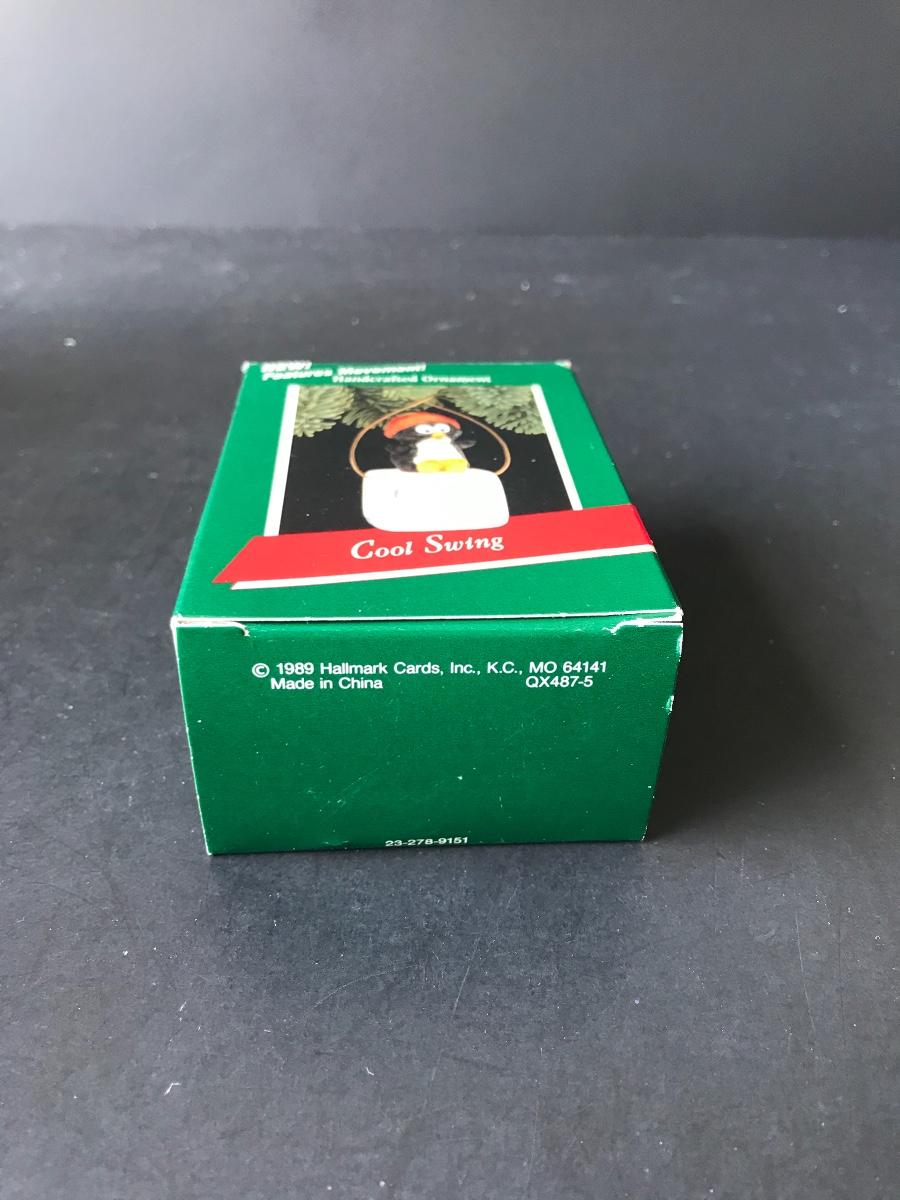 NEW!
Features Movement!
Handcrafted Ornament
Cool Swing
© 1989 Hallmark Cards, Inc., K.C., MO 64141
Made in China QX487-5
23-278-9151